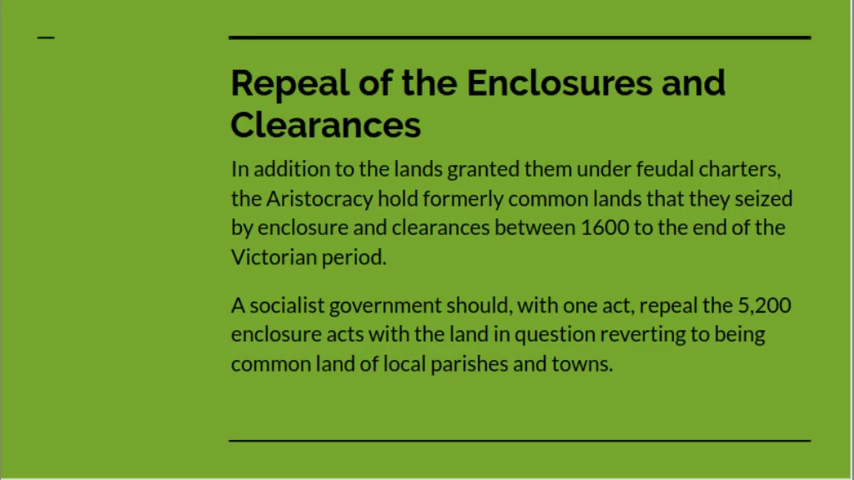 Repeal of the Enclosures and
Clearances
In addition to the lands granted them under feudal charters,
the Aristocracy hold formerly common lands that they seized
by enclosure and clearances between 1600 to the end of the
Victorian period.
A socialist government should, with one act, repeal the 5,200
enclosure acts with the land in question reverting to being
common land of local parishes and towns.